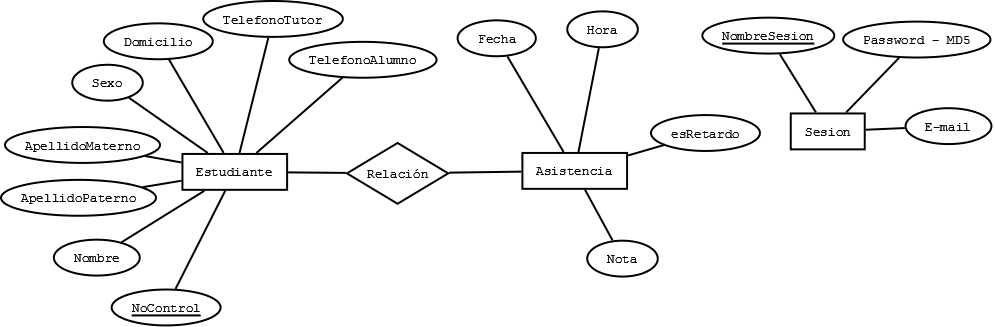 TelefonoTutor
Domicilio
TelefonoAlumno
Sexo
ApellidoMaterno
Estudiante
ApellidoPaterno
Nombre
NoControl
Relación
Fecha
Hora
esRetardo
Asistencia
Nota
NombreSesion
Password - MD5
Sesion
E-mail